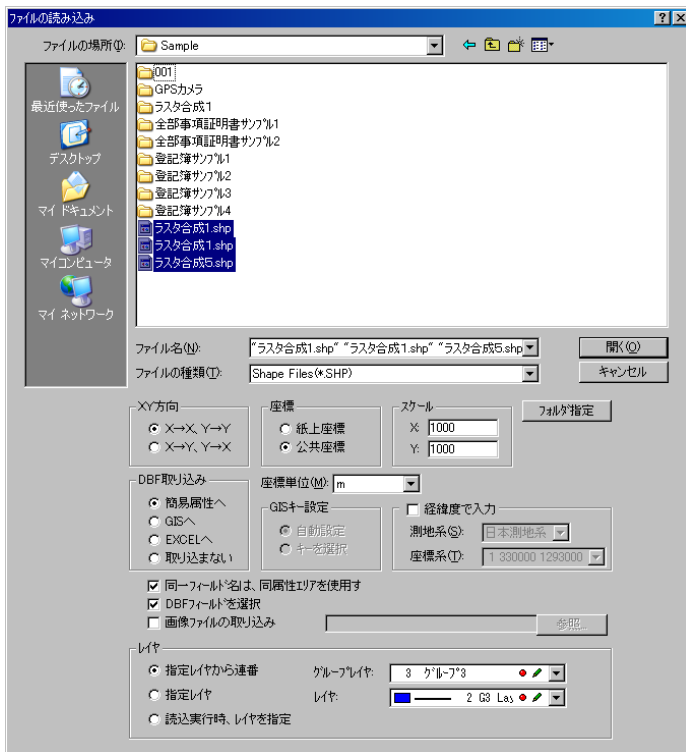 ファイルの読み込み
ファイルの場所(I):
Sample
最近使ったファイル
デスクトップ
マイ ドキュメント
マイコンピュータ
マイ ネットワーク
001
GPSカメラ
ラスタ合成1
全部事項証明書サンプル1
全部事項証明書サンプル2
登記簿サンプル1
登記簿サンプル2
登記簿サンプル3
登記簿サンプル4
ラスタ合成1.shp
ラスタ合成1.shp
ラスタ合成5.shp
ファイル名(N):
"ラスタ合成1.shp" "ラスタ合成1.shp" "ラスタ合成5.shp
開く(O)
ファイルの種類(T):
Shape Files(*.SHP)
キャンセル
XY方向
X→X, Y→Y
X→Y, Y→X
座標
紙上座標
公共座標
スケール
X: 1000
Y: 1000
フォルダ指定
DBF取り込み
簡易属性へ
GISへ
EXCELへ
取り込まない
座標単位(M): m
GISキー設定
自動設定
キーを選択
経緯度で入力
測地系(S): 日本測地系
座標系(T): 1 330000 1293000
同一フィールド名は、同属性エリアを使用す
DBFフィールドを選択
画像ファイルの取り込み
参照...
レイヤ
指定レイヤから連番
指定レイヤ
読込実行時、レイヤを指定
グループレイヤ: 3 グループ3
レイヤ: 2 G3 Lay